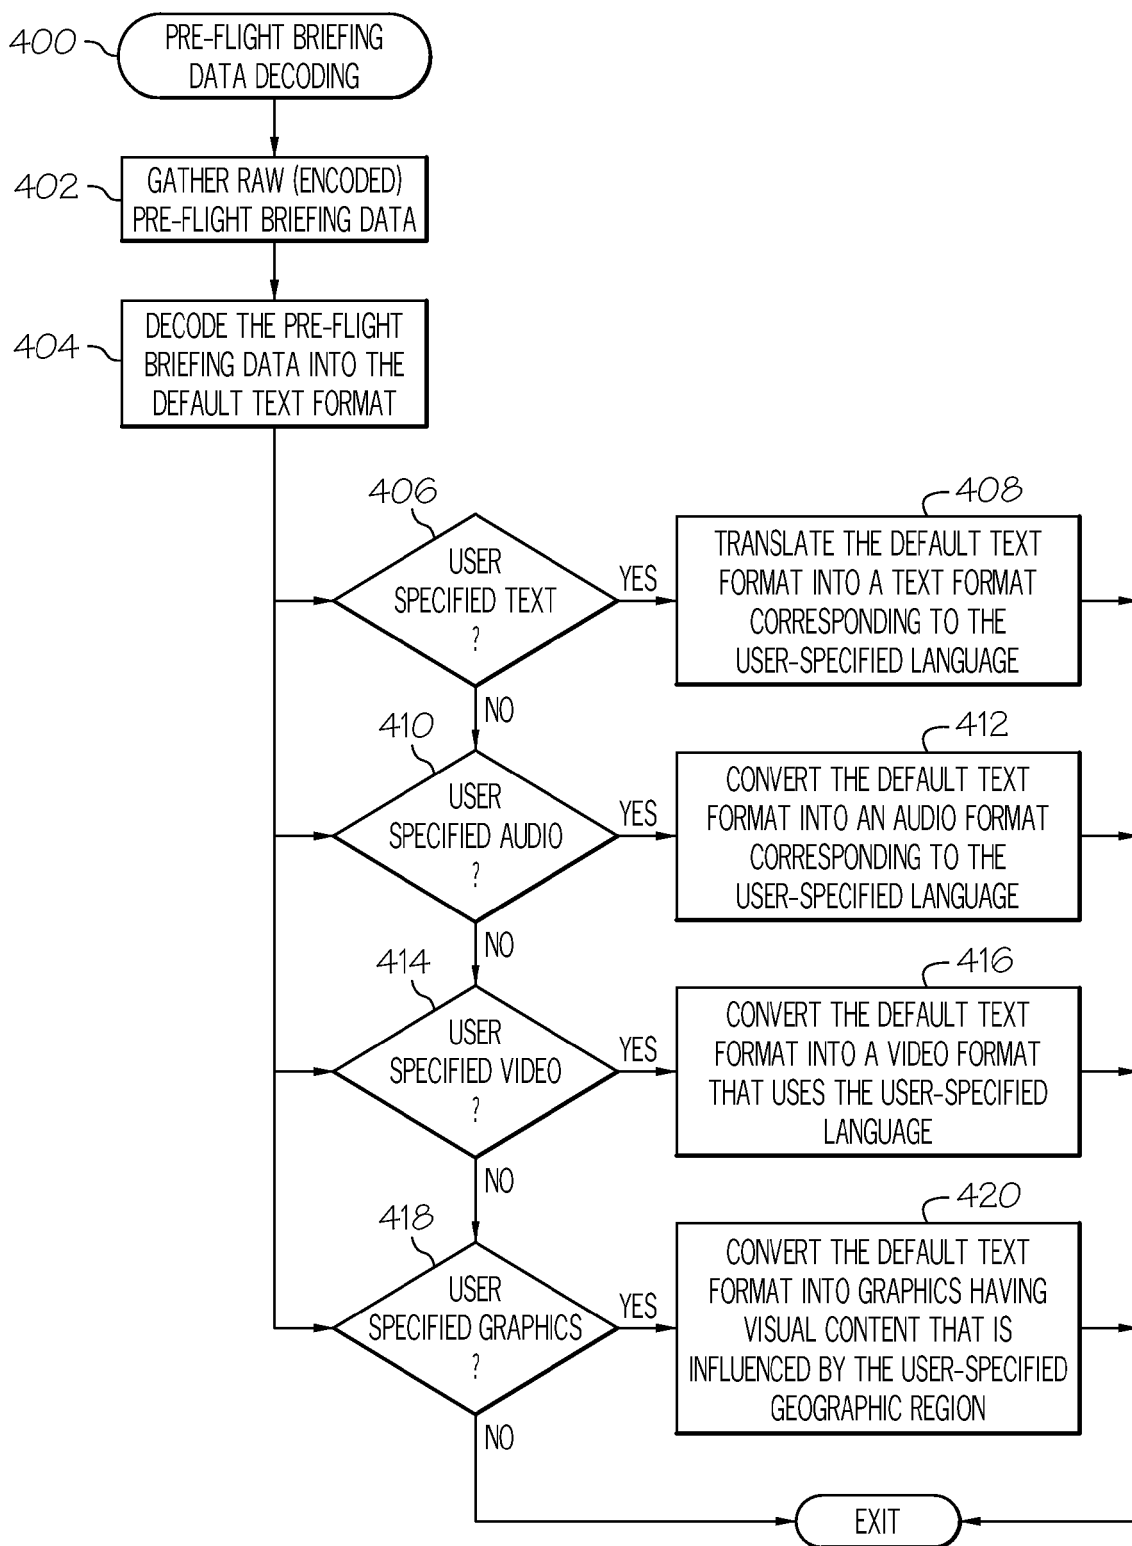 400
PRE-FLIGHT BRIEFING
DATA DECODING
402
GATHER RAW (ENCODED)
PRE-FLIGHT BRIEFING DATA
404
DECODE THE PRE-FLIGHT
BRIEFING DATA INTO THE
DEFAULT TEXT FORMAT
406
USER
SPECIFIED TEXT
?
YES
NO
408
TRANSLATE THE DEFAULT TEXT
FORMAT INTO A TEXT FORMAT
CORRESPONDING TO THE
USER-SPECIFIED LANGUAGE
410
USER
SPECIFIED AUDIO
?
YES
NO
412
CONVERT THE DEFAULT TEXT
FORMAT INTO AN AUDIO FORMAT
CORRESPONDING TO THE
USER-SPECIFIED LANGUAGE
414
USER
SPECIFIED VIDEO
?
YES
NO
416
CONVERT THE DEFAULT TEXT
FORMAT INTO A VIDEO FORMAT
THAT USES THE USER-SPECIFIED
LANGUAGE
418
USER
SPECIFIED GRAPHICS
?
YES
NO
420
CONVERT THE DEFAULT TEXT
FORMAT INTO GRAPHICS HAVING
VISUAL CONTENT THAT IS
INFLUENCED BY THE USER-SPECIFIED
GEOGRAPHIC REGION
EXIT